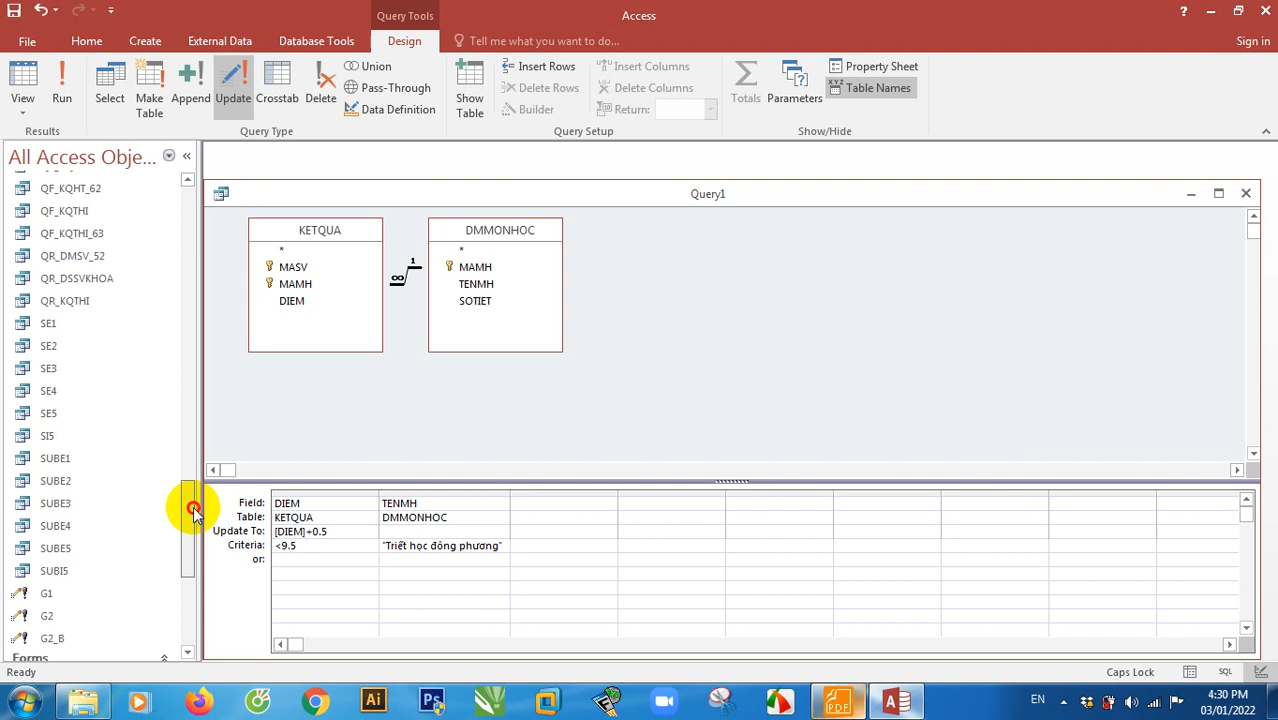 Query Tools
Access
File
Home
Create
External Data
Database Tools
Design
Tell me what you want to do...
Sign in
View
Run
Select
Make Table
Append
Update
Crosstab
Delete
Union
Pass-Through
Data Definition
Show Table
Insert Rows
Delete Rows
Builder
Insert Columns
Delete Columns
Return:
Totals
Parameters
Property Sheet
Table Names
Results
Query Type
Query Setup
Show/Hide
All Access Obje...
QF_KQHT_62
QF_KQTHI
QF_KQTHI_63
QR_DMSV_52
QR_DSSVKHOA
QR_KQTHI
SE1
SE2
SE3
SE4
SE5
SI5
SUBE1
SUBE2
SUBE3
SUBE4
SUBE5
SUBI5
G1
G2
G2_B
Forms
Query1
KETQUA
*
MASV
MAMH
DIEM
∞
1
DMMONHOC
*
MAMH
TENMH
SOTIET
Field: DIEM TENMH
Table: KETQUA DMMONHOC
Update To: [DIEM]+0.5
Criteria: <9.5 "Triết học đông phương"
or:
Ready
Caps Lock
SQL
Ai
Ps
PDF
A
EN
4:30 PM
03/01/2022